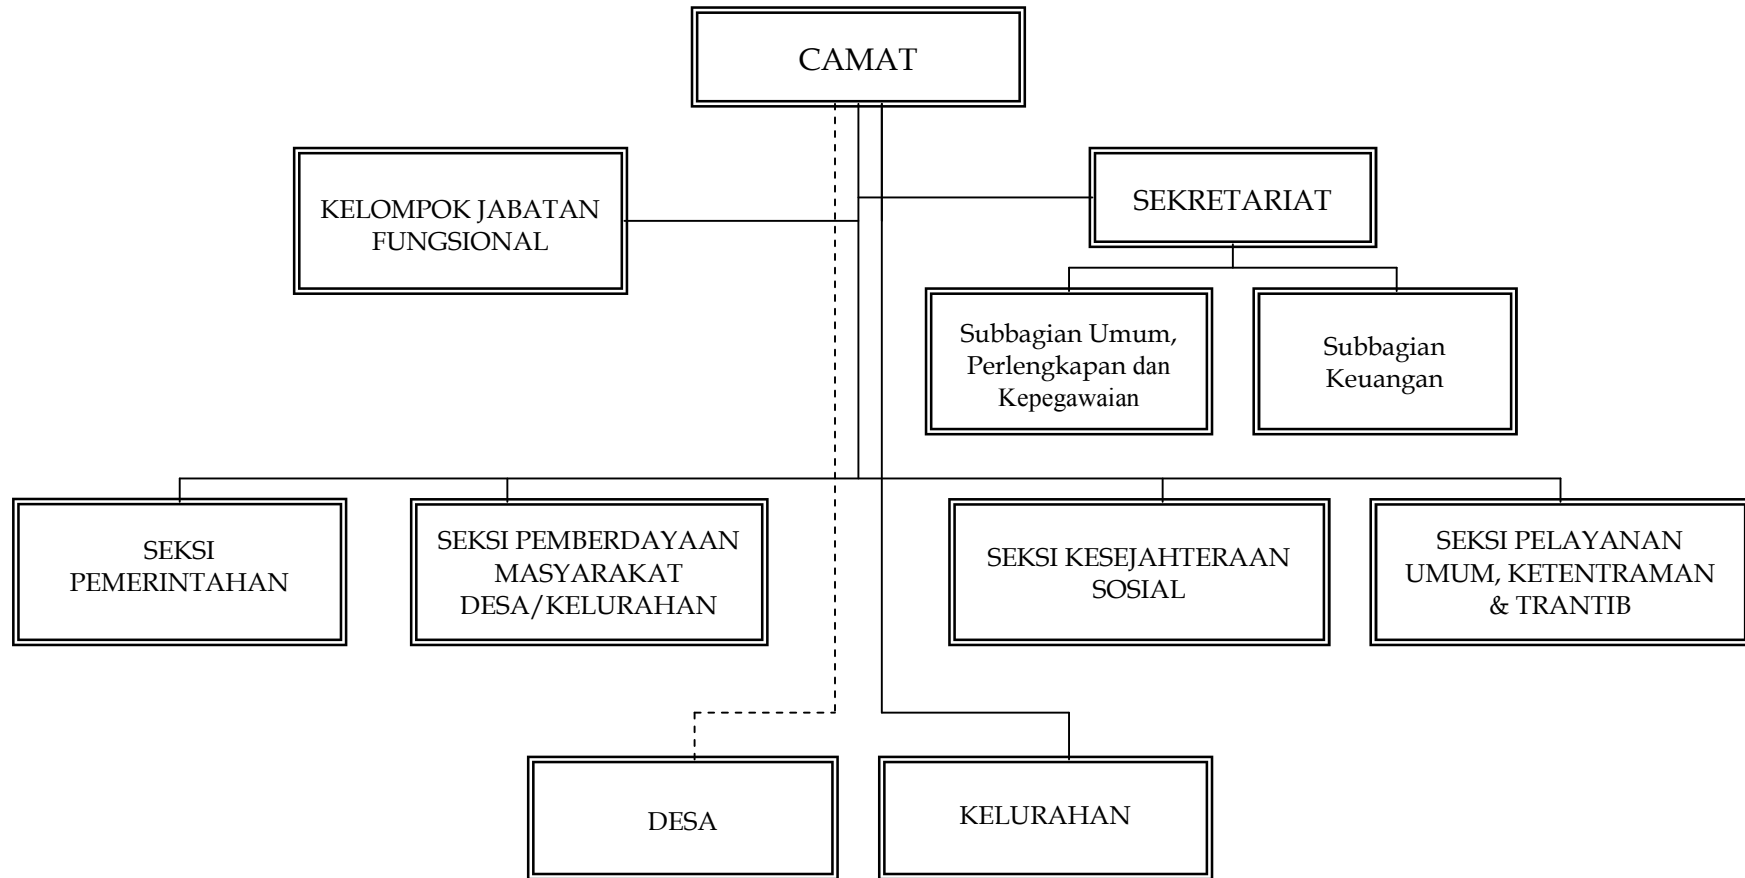 CAMAT
KELOMPOK JABATAN
FUNGSIONAL
SEKRETARIAT
Subbagian Umum,
Perlengkapan dan
Kepegawaian
Subbagian
Keuangan
SEKSI
PEMERINTAHAN
SEKSI PEMBERDAYAAN
MASYARAKAT
DESA/KELURAHAN
SEKSI KESEJAHTERAAN
SOSIAL
SEKSI PELAYANAN
UMUM, KETENTRAMAN
& TRANTIB
DESA
KELURAHAN